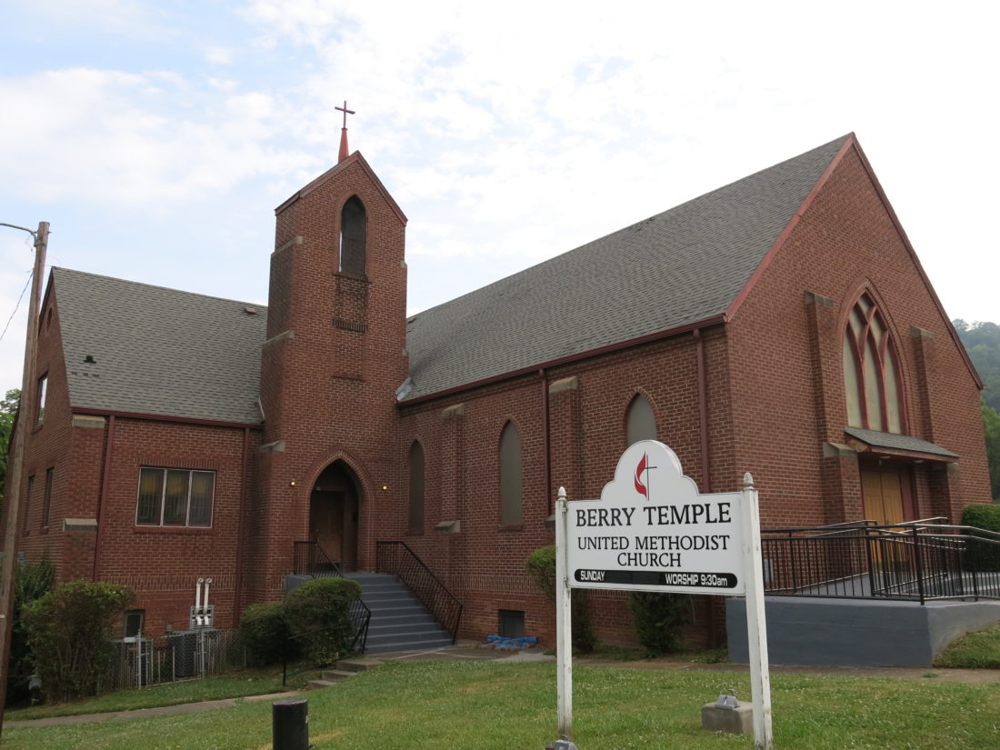 BERRY TEMPLE
UNITED METHODIST
CHURCH
SUNDAY WORSHIP 9:30am